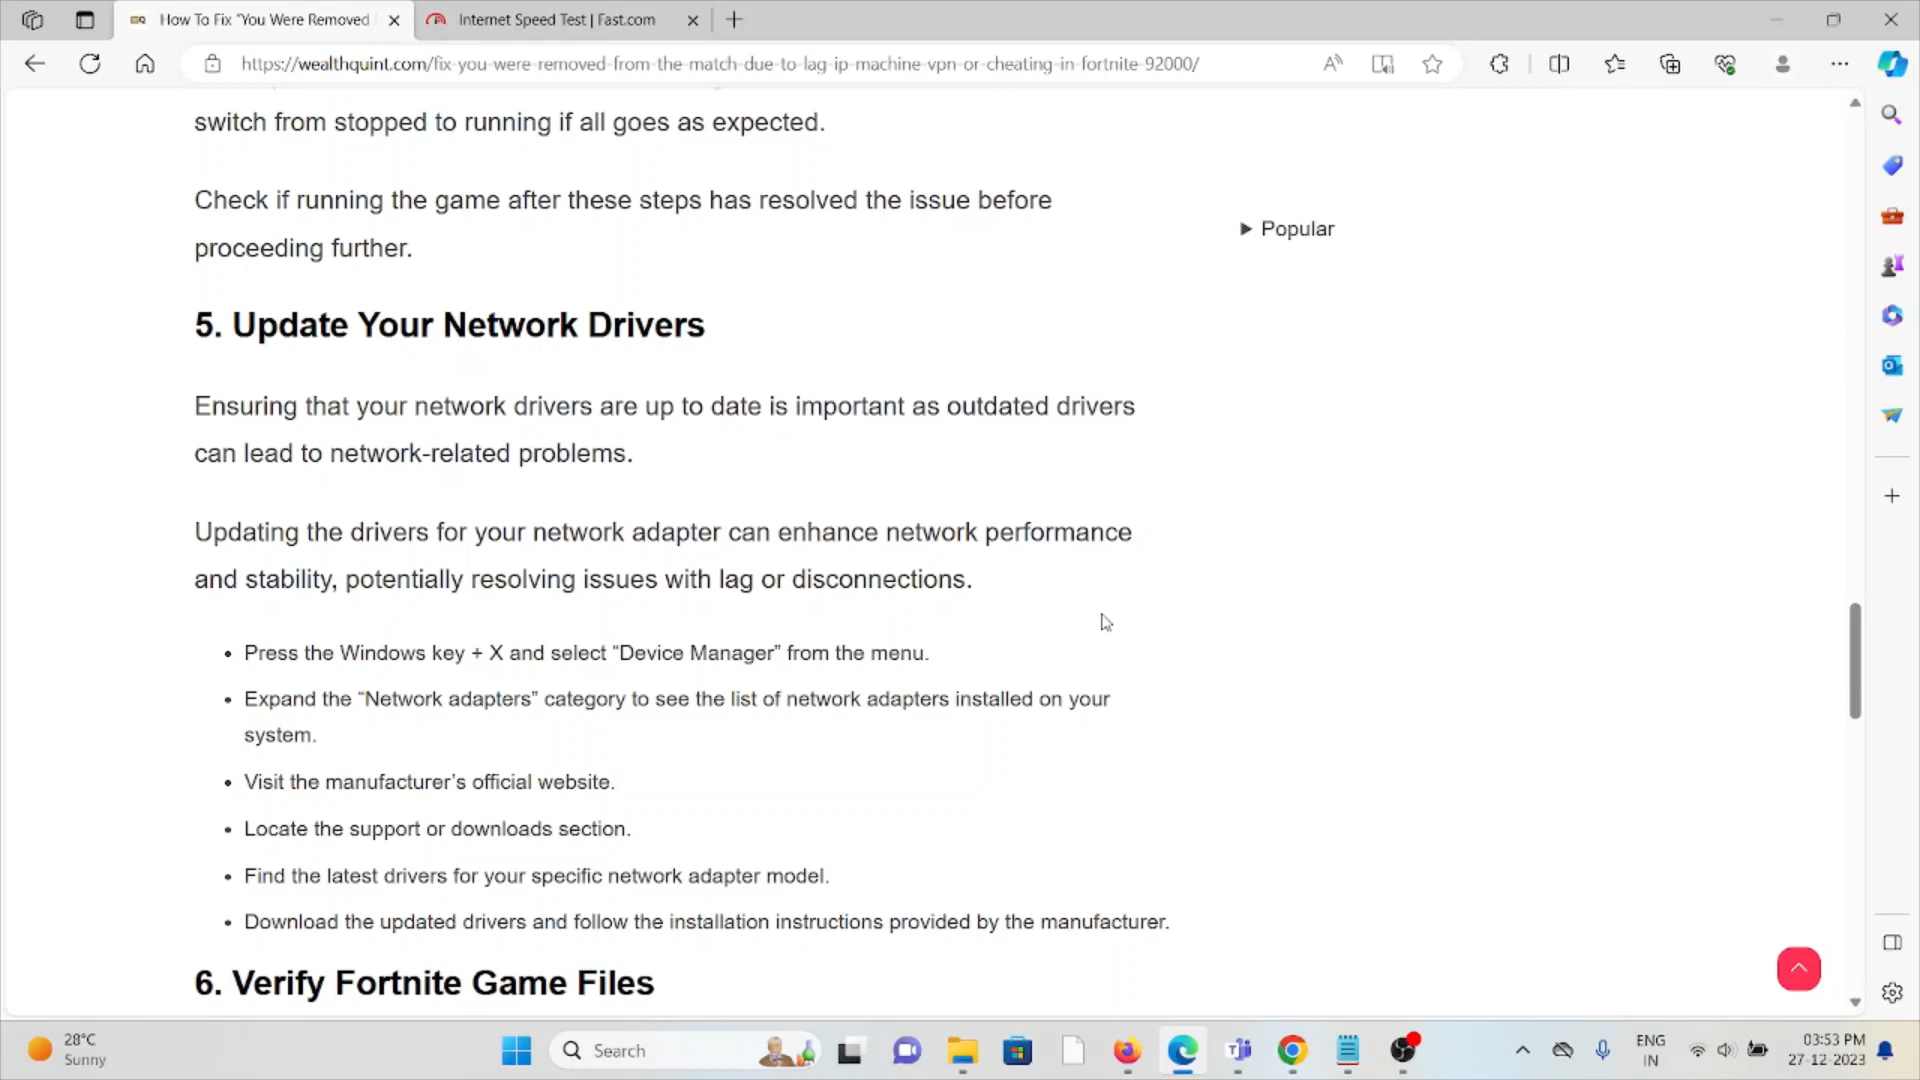 How To Fix "You Were Removed
Internet Speed Test | Fast.com
https://wealthquint.com/fix-you-were-removed-from-the-match-due-to-lag-ip-machine-vpn-or-cheating-in-fortnite-92000/
switch from stopped to running if all goes as expected.
Check if running the game after these steps has resolved the issue before
proceeding further.
Popular
5. Update Your Network Drivers
Ensuring that your network drivers are up to date is important as outdated drivers
can lead to network-related problems.
Updating the drivers for your network adapter can enhance network performance
and stability, potentially resolving issues with lag or disconnections.
• Press the Windows key + X and select “Device Manager” from the menu.
• Expand the “Network adapters” category to see the list of network adapters installed on your
system.
• Visit the manufacturer’s official website.
• Locate the support or downloads section.
• Find the latest drivers for your specific network adapter model.
• Download the updated drivers and follow the installation instructions provided by the manufacturer.
6. Verify Fortnite Game Files
28°C
Sunny
Search
ENG
IN
03:53 PM
27-12-2023